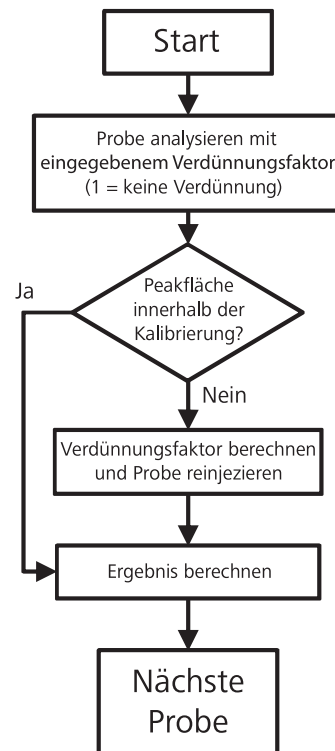 Start
Probe analysieren mit
eingegebenem Verdünnungsfaktor
(1 = keine Verdünnung)
Ja
Peakfläche
innerhalb der
Kalibrierung?
Nein
Verdünnungsfaktor berechnen
und Probe reinjezieren
Ergebnis berechnen
Nächste
Probe